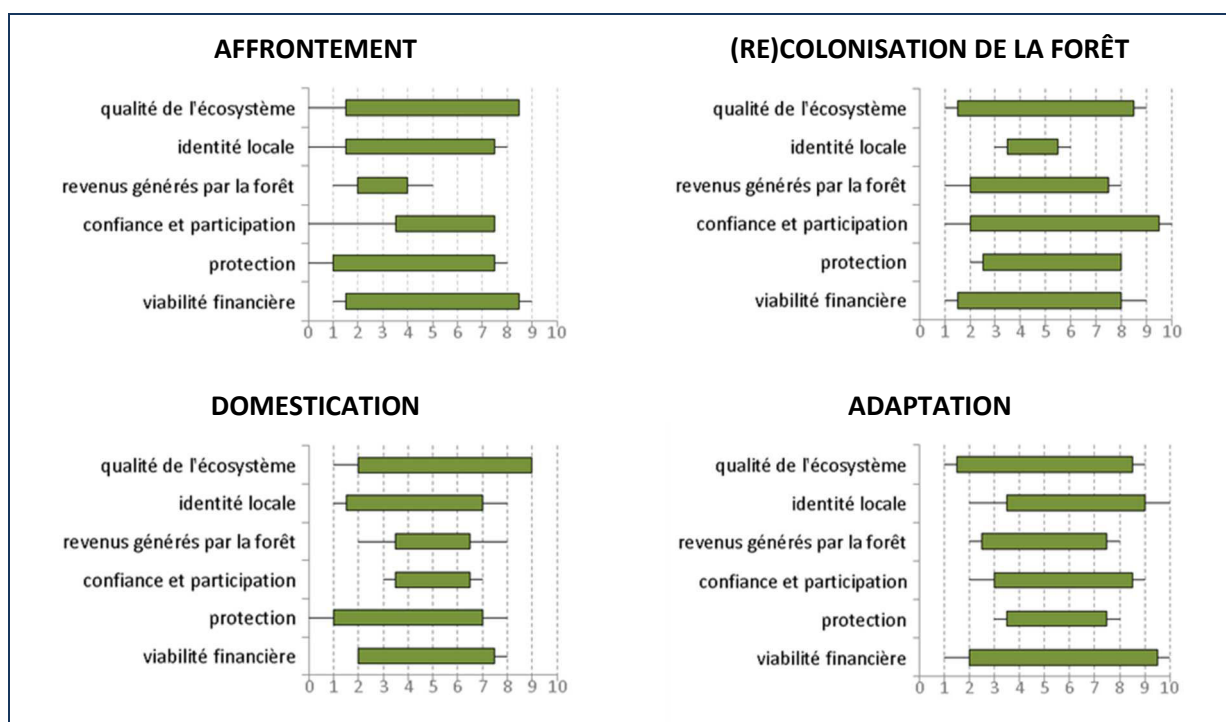 AFFRONTEMENT
qualité de l'écosystème
identité locale
revenus générés par la forêt
confiance et participation
protection
viabilité financière
0 1 2 3 4 5 6 7 8 9 10
(RE)COLONISATION DE LA FORÊT
qualité de l'écosystème
identité locale
revenus générés par la forêt
confiance et participation
protection
viabilité financière
0 1 2 3 4 5 6 7 8 9 10
DOMESTICATION
qualité de l'écosystème
identité locale
revenus générés par la forêt
confiance et participation
protection
viabilité financière
0 1 2 3 4 5 6 7 8 9 10
ADAPTATION
qualité de l'écosystème
identité locale
revenus générés par la forêt
confiance et participation
protection
viabilité financière
0 1 2 3 4 5 6 7 8 9 10